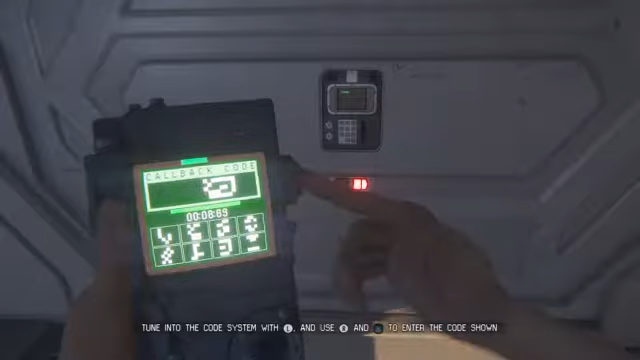 CALLBACK CODE
00:08:69
TUNE INTO THE CODE SYSTEM WITH L, AND USE R AND TO ENTER THE CODE SHOWN